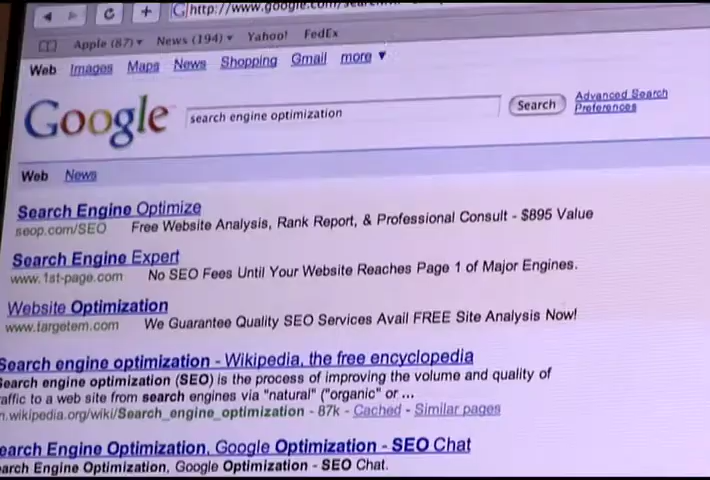 http://www.google.com/sear
Apple (87) News (194) Yahoo! FedEx
Web Images Maps News Shopping Gmail more
Google search engine optimization Search Advanced Search
Preferences
Web News
Search Engine Optimize
seop.com/SEO Free Website Analysis, Rank Report, & Professional Consult - $895 Value
Search Engine Expert
www.1st-page.com No SEO Fees Until Your Website Reaches Page 1 of Major Engines.
Website Optimization
www.targetem.com We Guarantee Quality SEO Services Avail FREE Site Analysis Now!
Search engine optimization - Wikipedia, the free encyclopedia
Search engine optimization (SEO) is the process of improving the volume and quality of
raffic to a web site from search engines via "natural" ("organic" or ...
n.wikipedia.org/wiki/Search_engine_optimization - 87k - Cached - Similar pages
earch Engine Optimization, Google Optimization - SEO Chat
arch Engine Optimization, Google Optimization - SEO Chat.